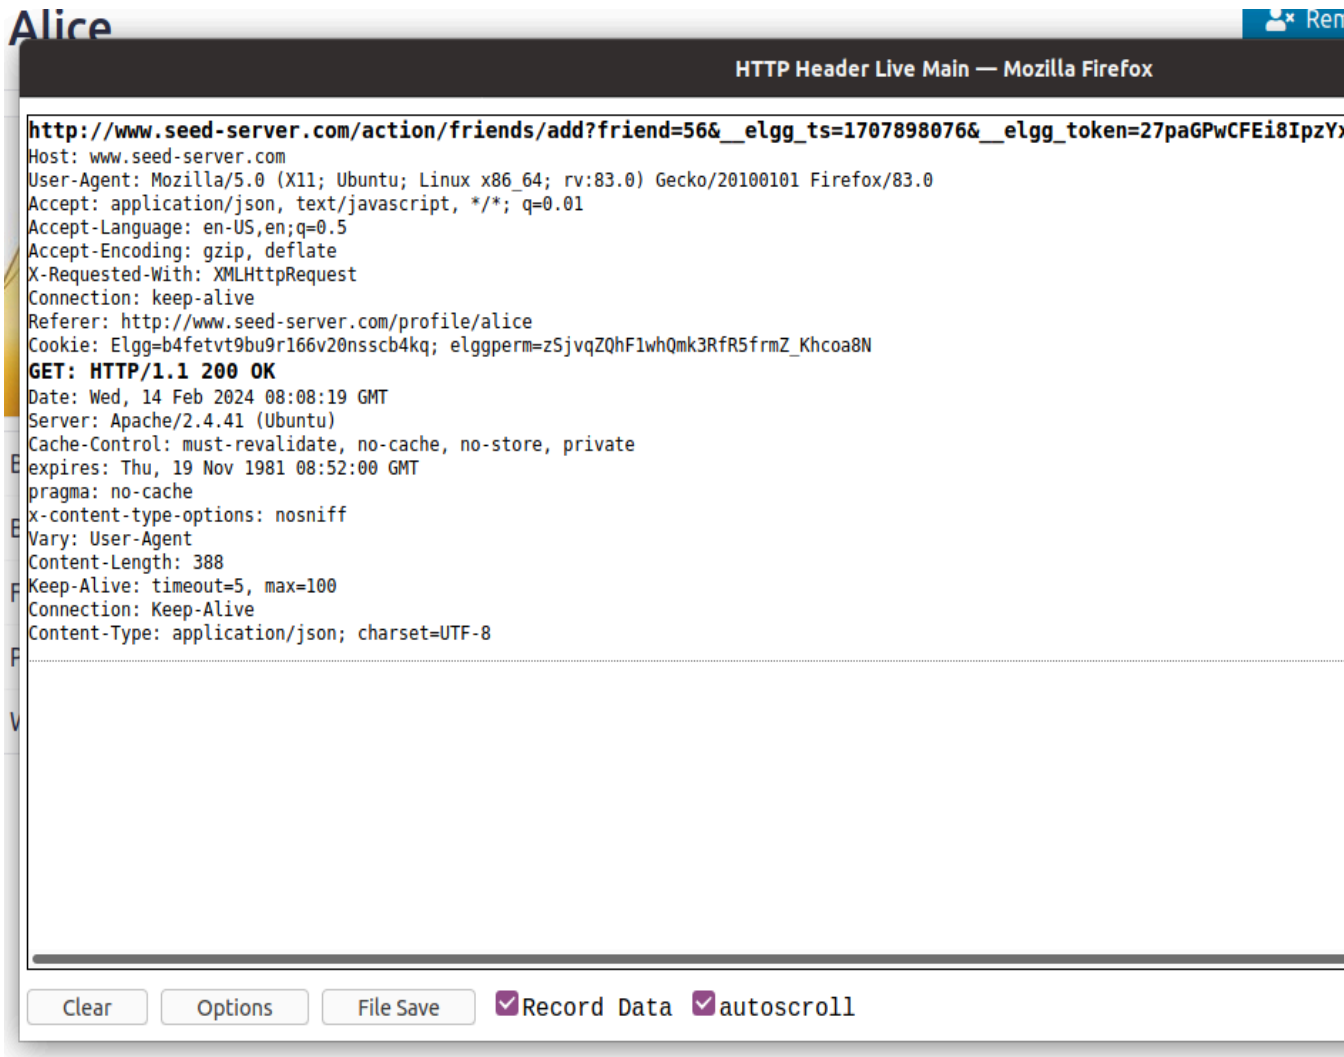 Alice
Rem
HTTP Header Live Main — Mozilla Firefox
http://www.seed-server.com/action/friends/add?friend=56&__elgg_ts=1707898076&__elgg_token=27paGPwCFEi8IpzYx
Host: www.seed-server.com
User-Agent: Mozilla/5.0 (X11; Ubuntu; Linux x86_64; rv:83.0) Gecko/20100101 Firefox/83.0
Accept: application/json, text/javascript, */*; q=0.01
Accept-Language: en-US,en;q=0.5
Accept-Encoding: gzip, deflate
X-Requested-With: XMLHttpRequest
Connection: keep-alive
Referer: http://www.seed-server.com/profile/alice
Cookie: Elgg=b4fetvt9bu9r166v20nsscb4kq; elggperm=zSjvqZQhF1whQmk3RfR5frmZ_Khcoa8N
GET: HTTP/1.1 200 OK
Date: Wed, 14 Feb 2024 08:08:19 GMT
Server: Apache/2.4.41 (Ubuntu)
Cache-Control: must-revalidate, no-cache, no-store, private
expires: Thu, 19 Nov 1981 08:52:00 GMT
pragma: no-cache
x-content-type-options: nosniff
Vary: User-Agent
Content-Length: 388
Keep-Alive: timeout=5, max=100
Connection: Keep-Alive
Content-Type: application/json; charset=UTF-8
Clear Options File Save Record Data autoscroll